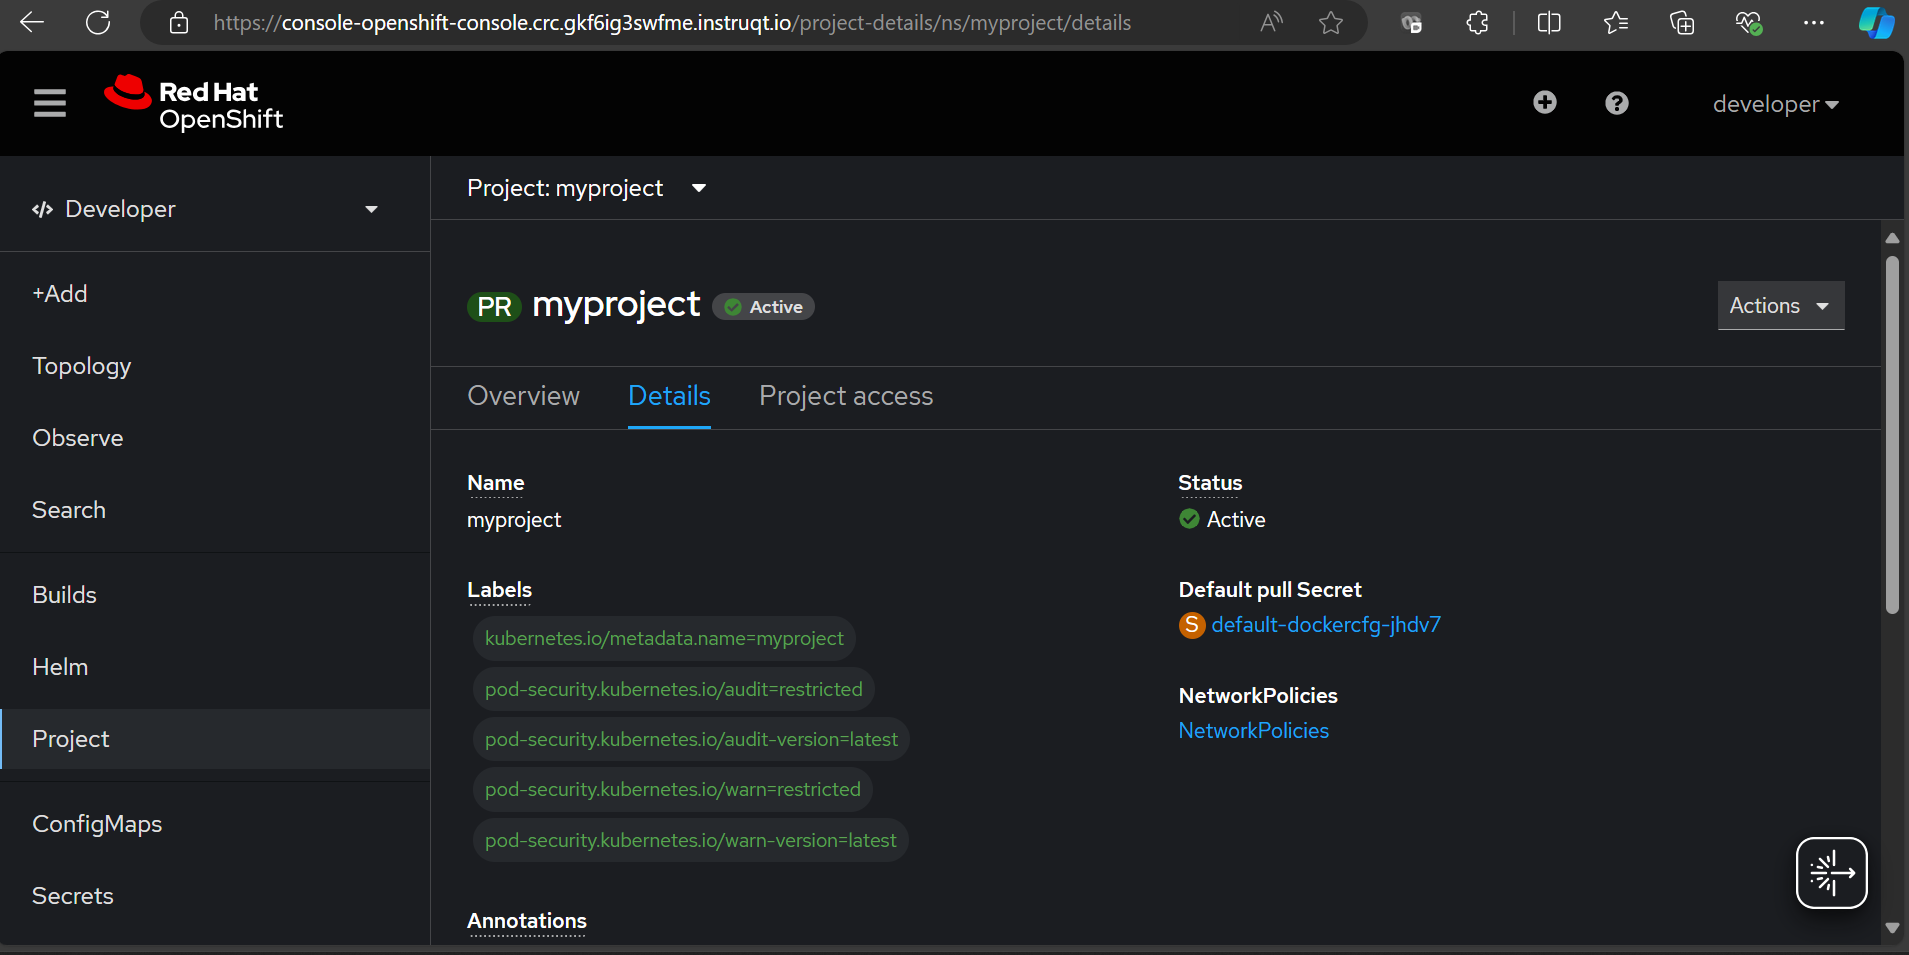 https://console-openshift-console.crc.gkf6ig3swfme.instruqt.io/project-details/ns/myproject/details
Red Hat
OpenShift
developer
Developer
Project: myproject
+Add
Topology
Observe
Search
Builds
Helm
Project
ConfigMaps
Secrets
PR myproject Active
Actions
Overview Details Project access
Name
myproject
Status
Active
Labels
kubernetes.io/metadata.name=myproject
pod-security.kubernetes.io/audit=restricted
pod-security.kubernetes.io/audit-version=latest
pod-security.kubernetes.io/warn=restricted
pod-security.kubernetes.io/warn-version=latest
Default pull Secret
S default-dockercfg-jhdv7
NetworkPolicies
NetworkPolicies
Annotations